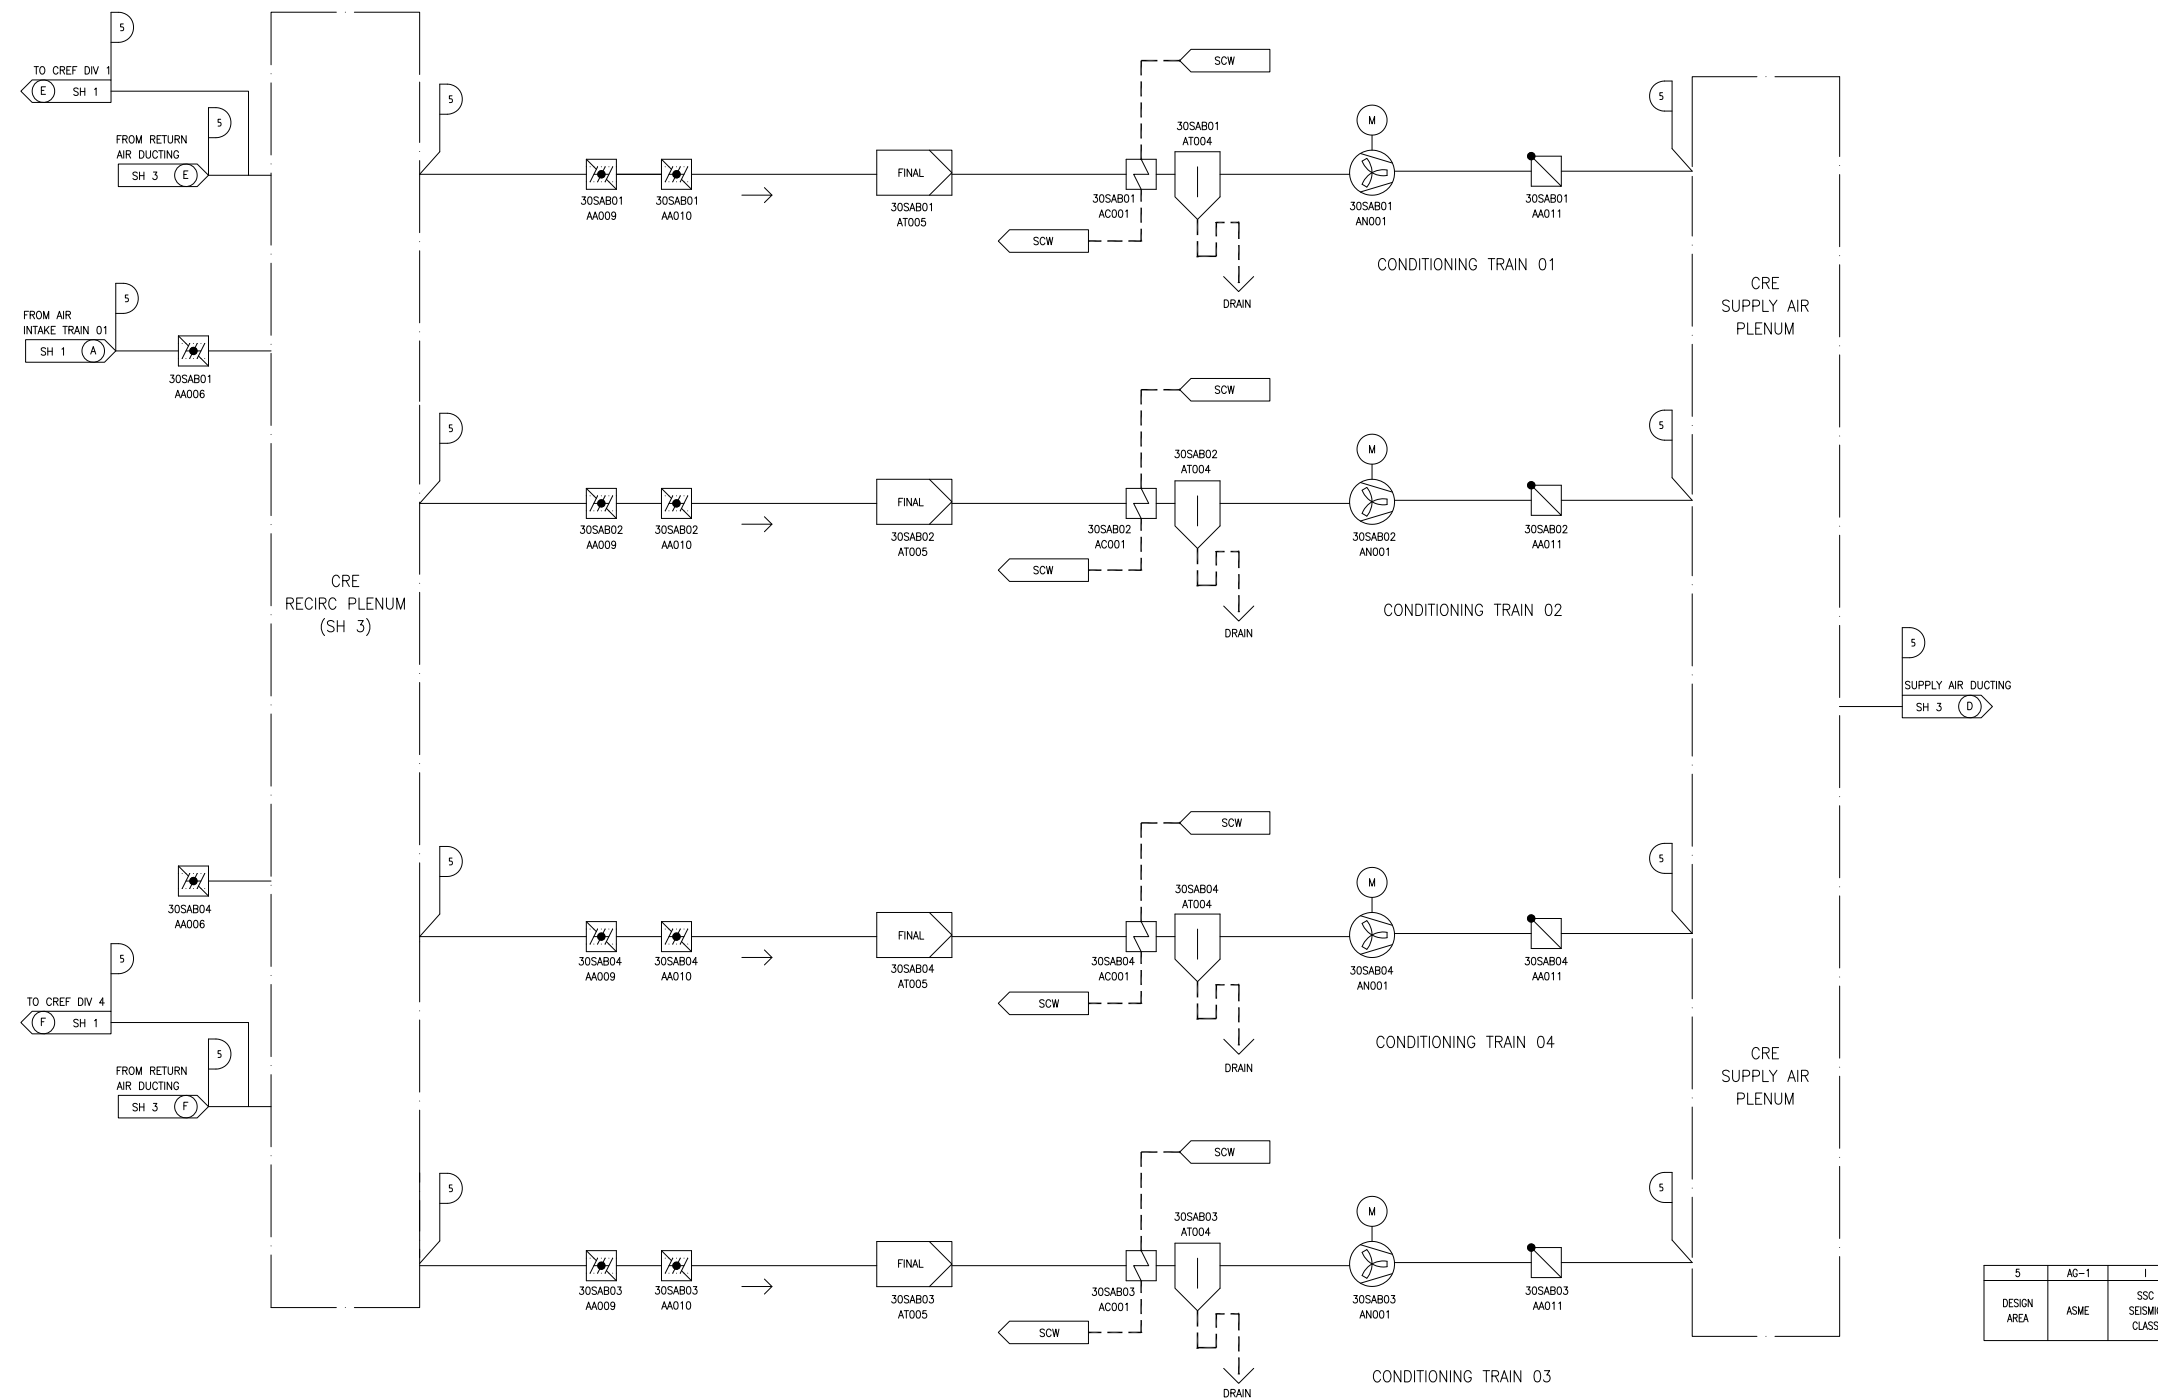 5
TO CREF DIV 1
E SH 1
5
FROM RETURN
AIR DUCTING
SH 3 E
5
FROM AIR
INTAKE TRAIN 01
SH 1 A
30SAB01
AA006
CRE
RECIRC PLENUM
(SH 3)
30SAB04
AA006
5
TO CREF DIV 4
F SH 1
5
FROM RETURN
AIR DUCTING
SH 3 F
5
30SAB01
AA009
30SAB01
AA010
FINAL
30SAB01
AT005
SCW
30SAB01
AC001
SCW
30SAB01
AT004
DRAIN
M
30SAB01
AN001
30SAB01
AA011
5
CONDITIONING TRAIN 01
5
30SAB02
AA009
30SAB02
AA010
FINAL
30SAB02
AT005
SCW
30SAB02
AC001
SCW
30SAB02
AT004
DRAIN
M
30SAB02
AN001
30SAB02
AA011
5
CONDITIONING TRAIN 02
5
30SAB04
AA009
30SAB04
AA010
FINAL
30SAB04
AT005
SCW
30SAB04
AC001
SCW
30SAB04
AT004
DRAIN
M
30SAB04
AN001
30SAB04
AA011
5
CONDITIONING TRAIN 04
5
30SAB03
AA009
30SAB03
AA010
FINAL
30SAB03
AT005
SCW
30SAB03
AC001
SCW
30SAB03
AT004
DRAIN
M
30SAB03
AN001
30SAB03
AA011
5
CONDITIONING TRAIN 03
CRE
SUPPLY AIR
PLENUM
CRE
SUPPLY AIR
PLENUM
5
SUPPLY AIR DUCTING
SH 3 D
5 AG-1 I
DESIGN
AREA
ASME
SSC
SEISMIC
CLASS